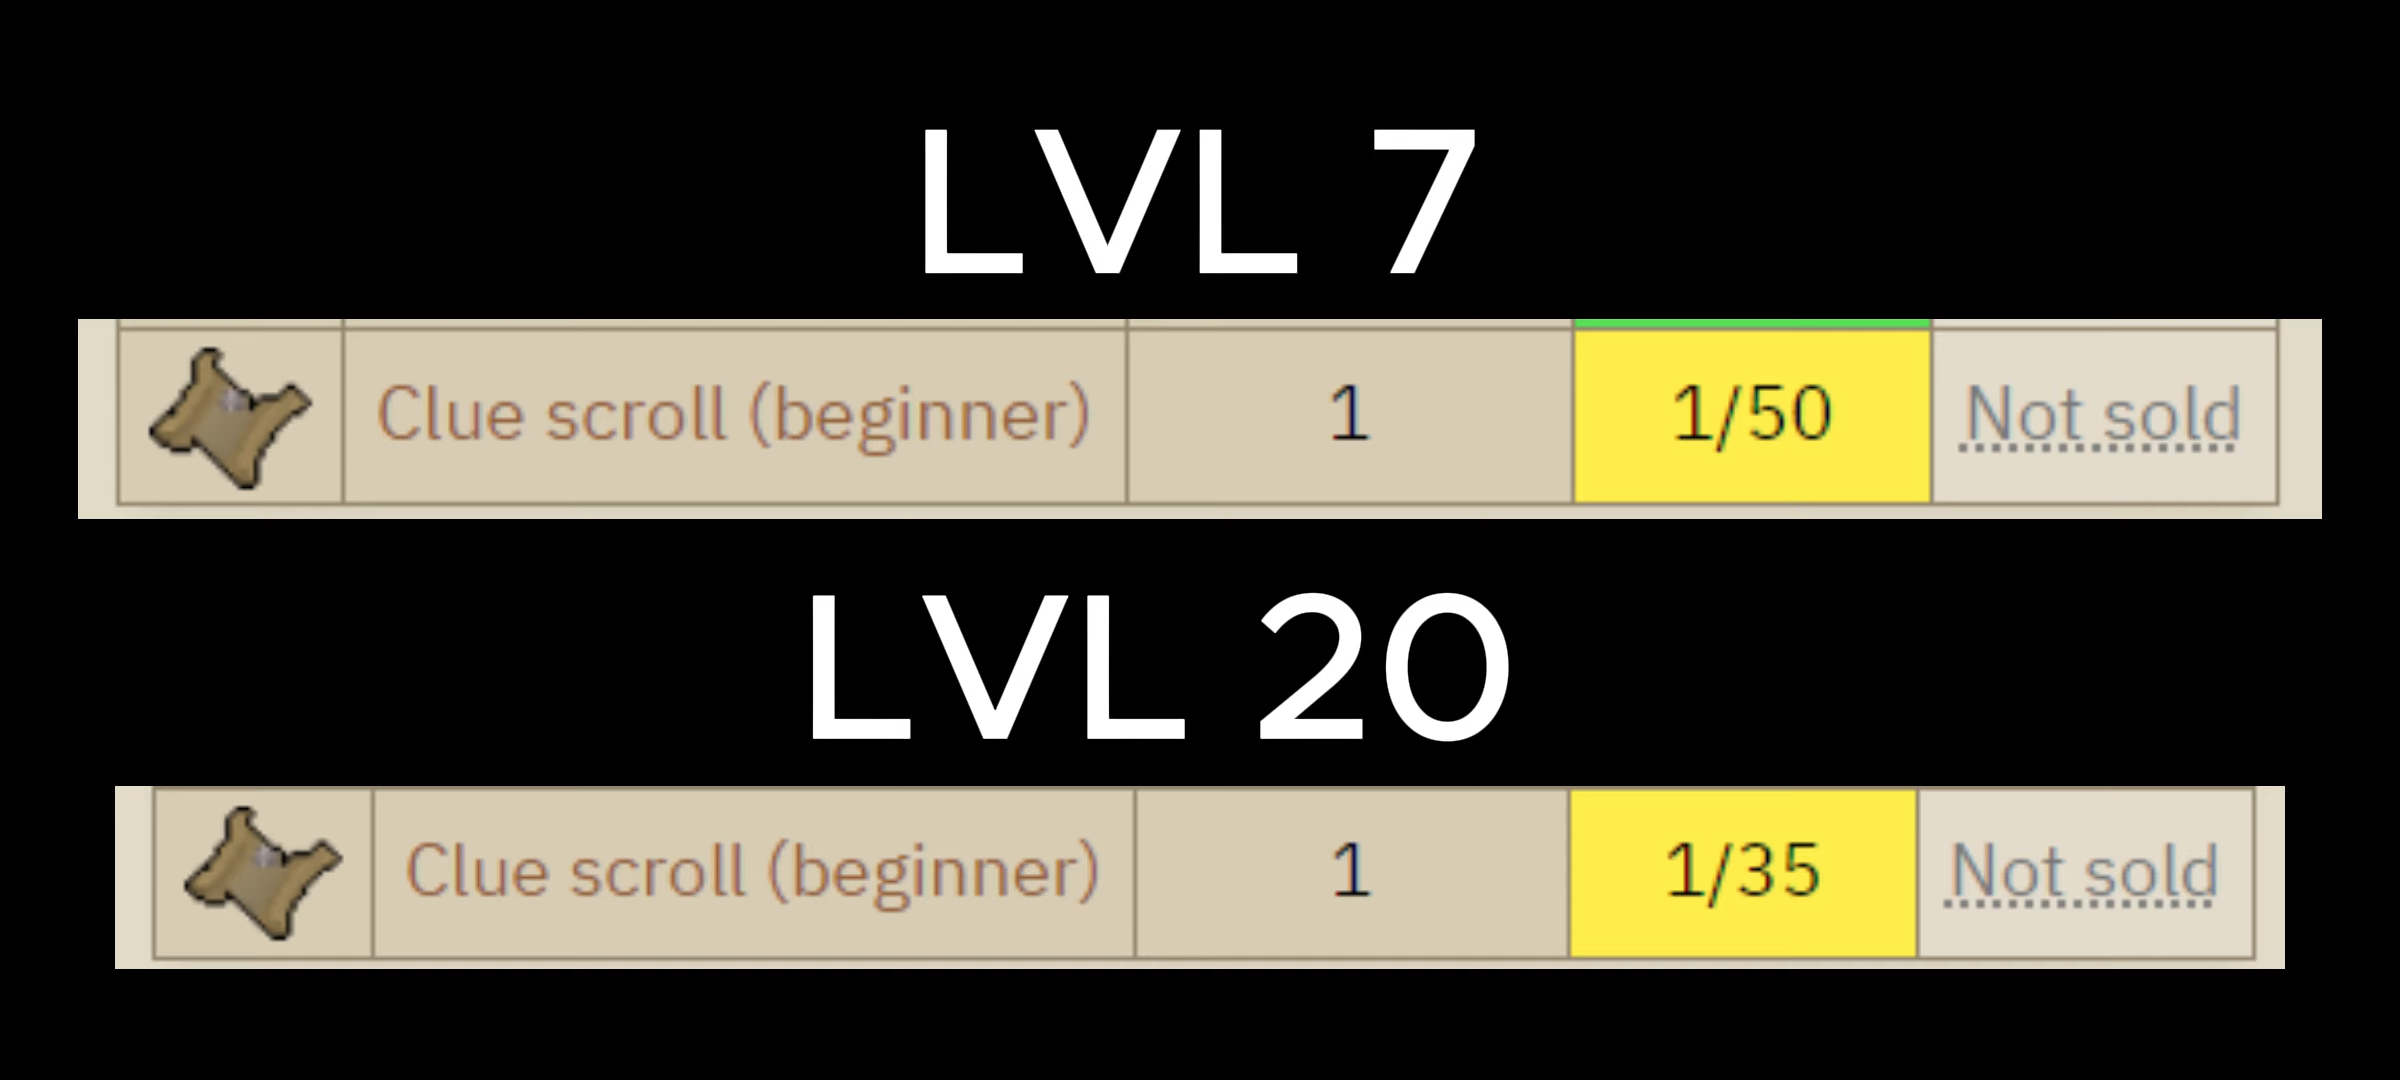 LVL 7
Clue scroll (beginner) 1 1/50 Not sold
LVL 20
Clue scroll (beginner) 1 1/35 Not sold